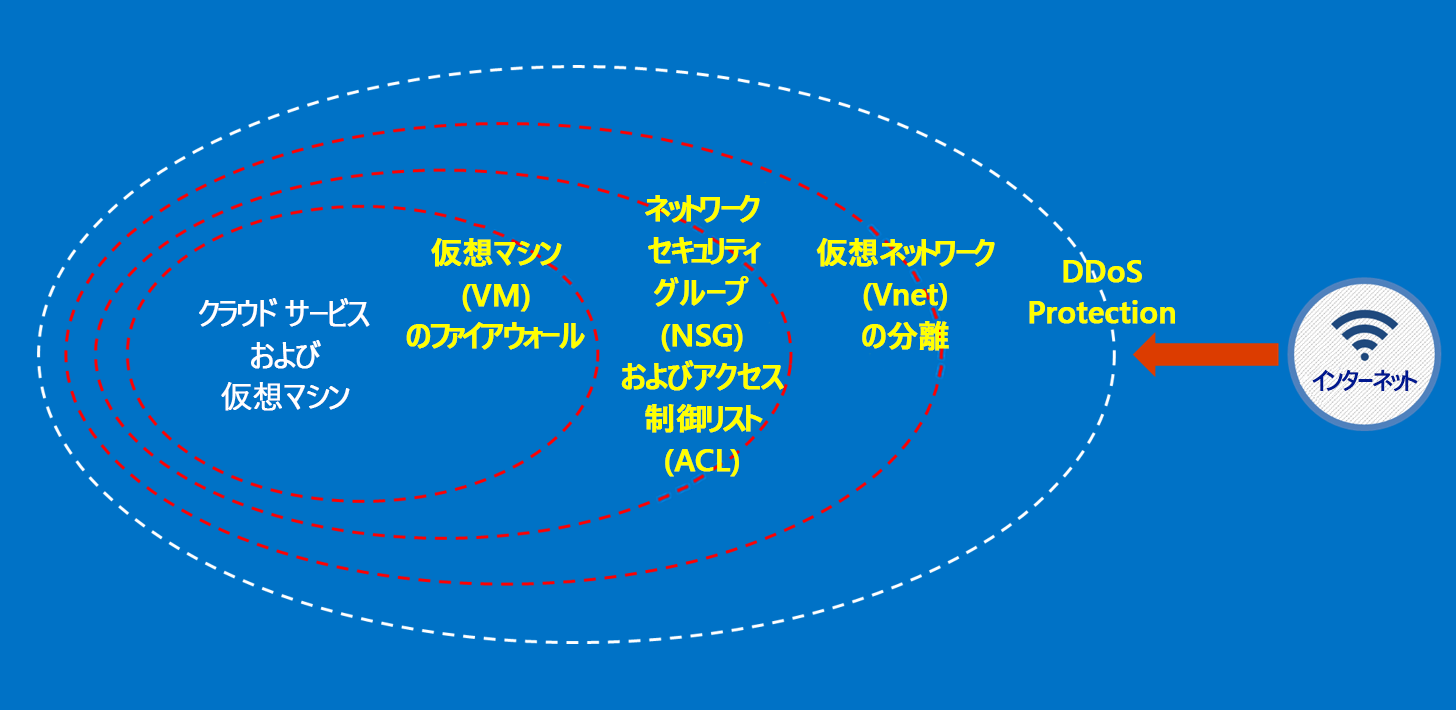 クラウド サービス
および
仮想マシン
仮想マシン
(VM)
のファイアウォール
ネットワーク
セキュリティ
グループ
(NSG)
およびアクセス
制御リスト
(ACL)
仮想ネットワーク
(Vnet)
の分離
DDoS
Protection
インターネット